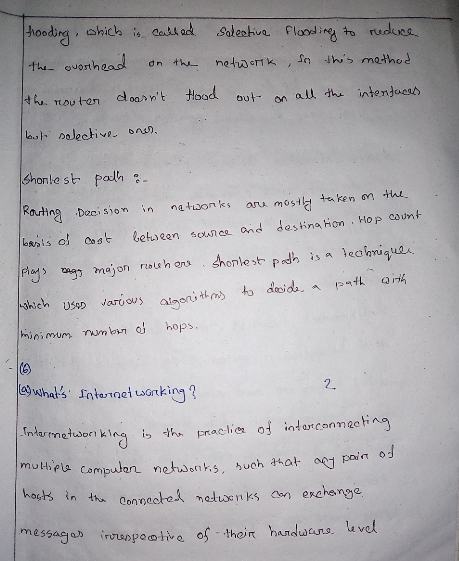 flooding, which is called Selective Flooding to reduce
the overhead on the network, In this method
the router doesn't flood out on all the interfaces
but selective ones.
Shortest path :-
Routing Decision in networks are mostly taken on the
basis of cost between source and destination. Hop count
plays major role here. Shortest path is a technique
which uses various algorithms to decide a path with
minimum number of hops.
(6)
(a) What's Internetworking? 2
Internetworking is the practice of interconnecting
multiple computer networks, such that any pair of
hosts in the connected networks can exchange
messages irrespective of their hardware level